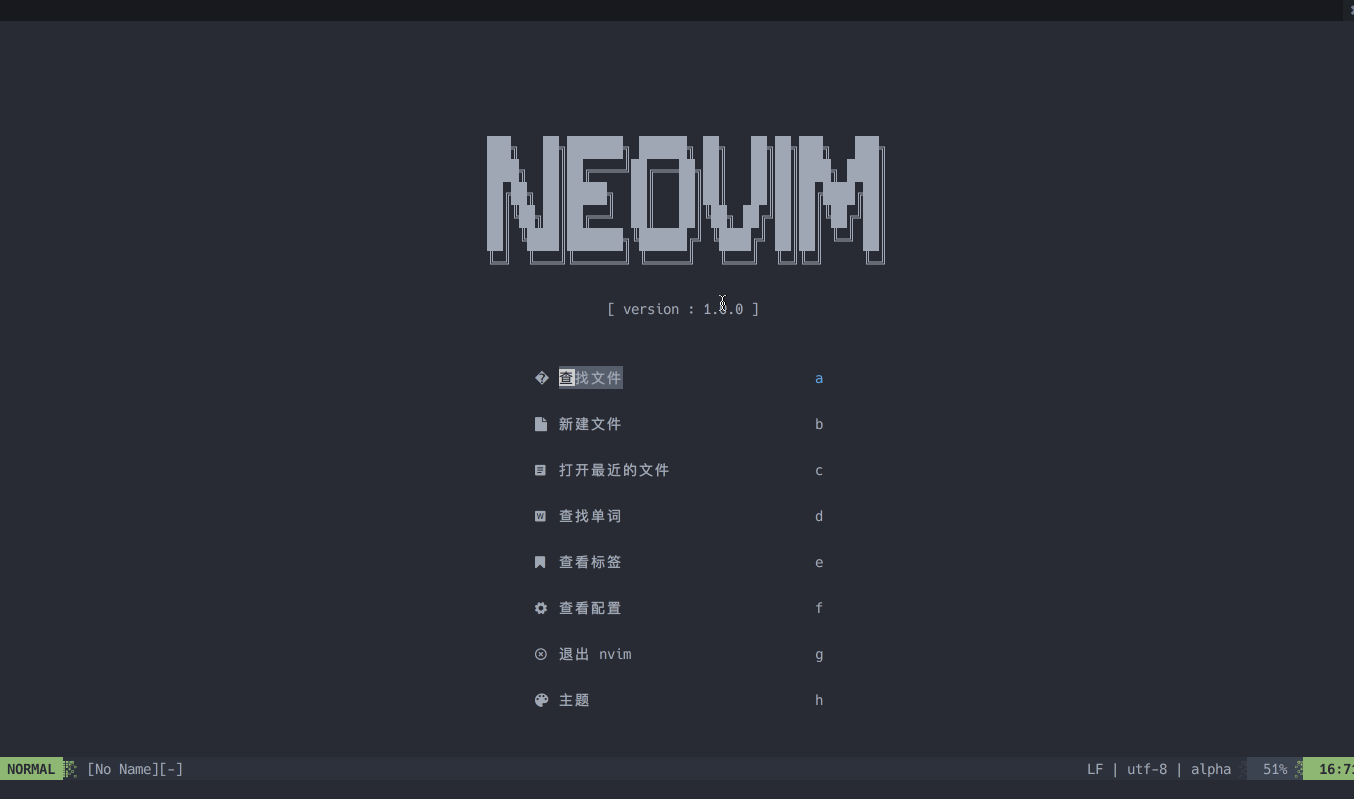 NEOVIM
[ version : 1.0.0 ]
查找文件 a
新建文件 b
打开最近的文件 c
查找单词 d
查看标签 e
查看配置 f
退出 nvim g
主题 h
NORMAL [No Name][-] LF | utf-8 | alpha 51%